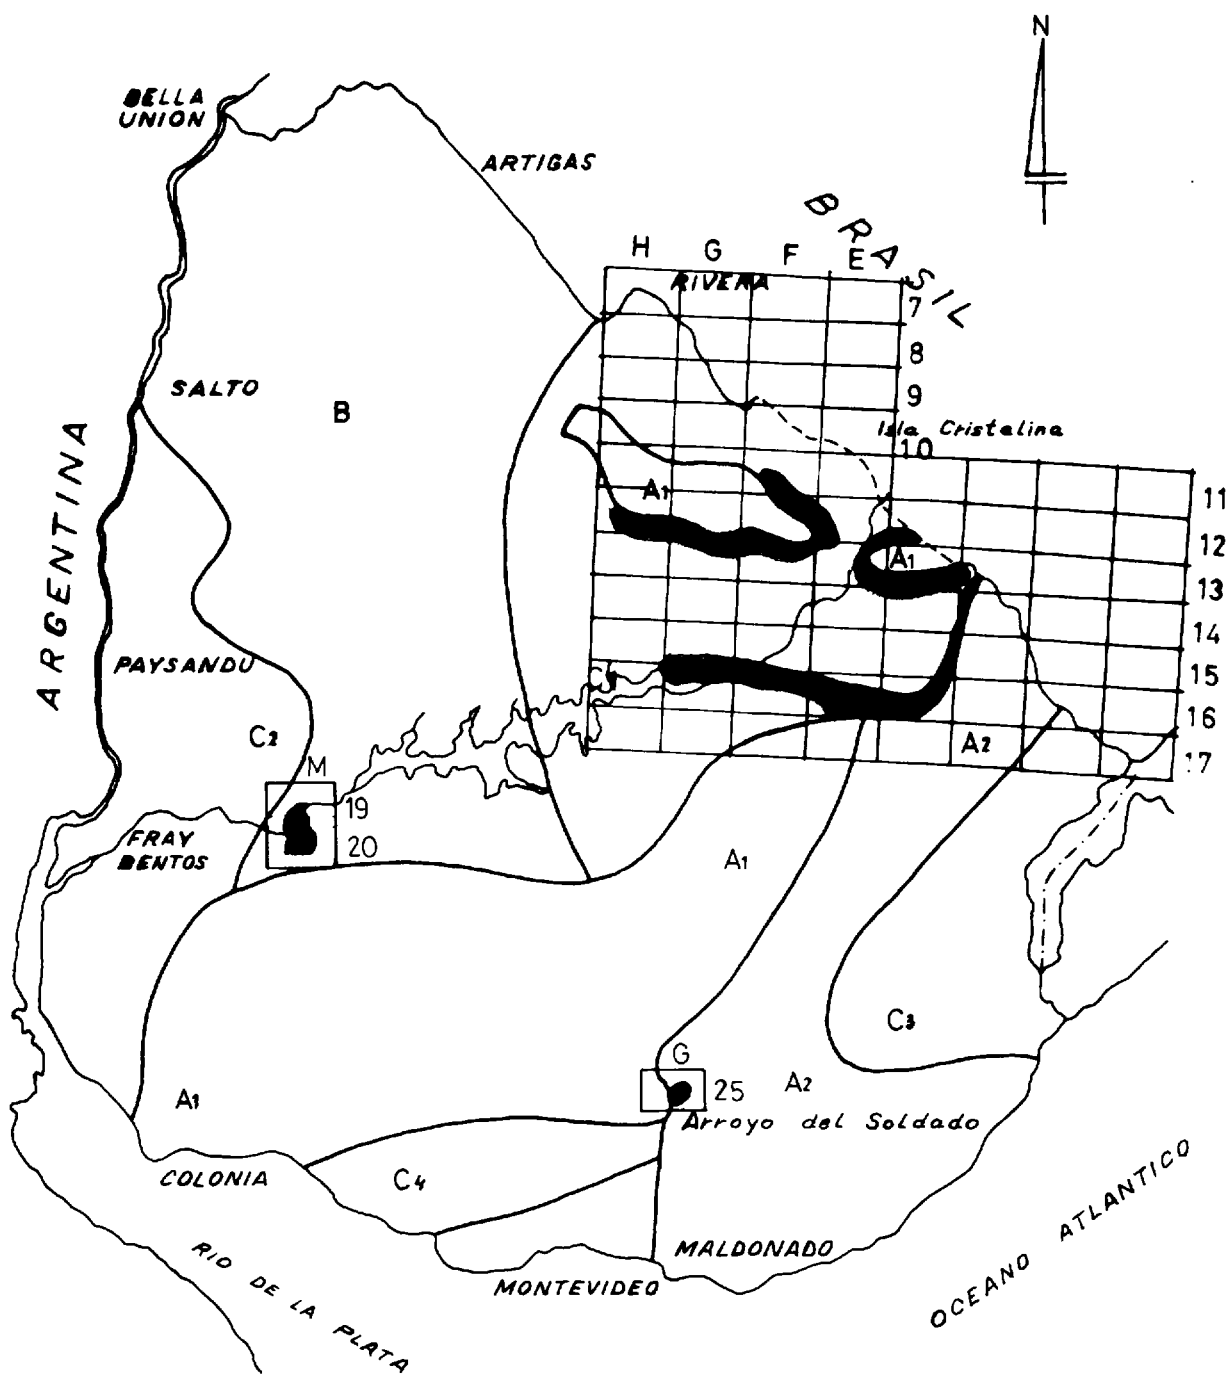 N
BELLA
UNION
ARTIGAS
BRASIL
H G F E
RIVERA
7
8
SALTO
9
B
Isla Cristalina
10
A1
11
12
A1
13
ARGENTINA
14
PAYSANDU
15
C1
16
C2
A2
17
M
19
FRAY
BENTOS
20
A1
C3
G
25
A2
A1
Arroyo del Soldado
COLONIA
C4
MALDONADO
MONTEVIDEO
RIO DE LA PLATA
OCEANO ATLANTICO